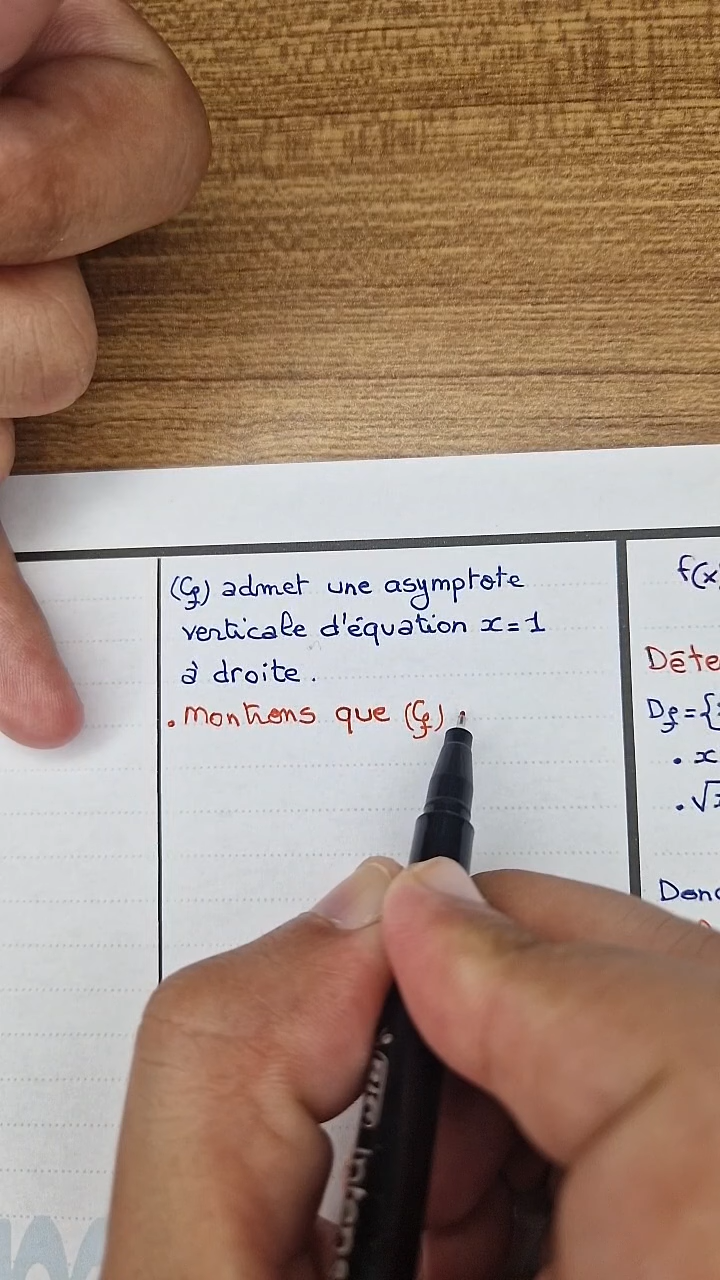 (Cf) admet une asymptote
verticale d'équation x=1
à droite.
. Montrons que (Cf)
f(x
Déte
Df={
. x
. √
Donc